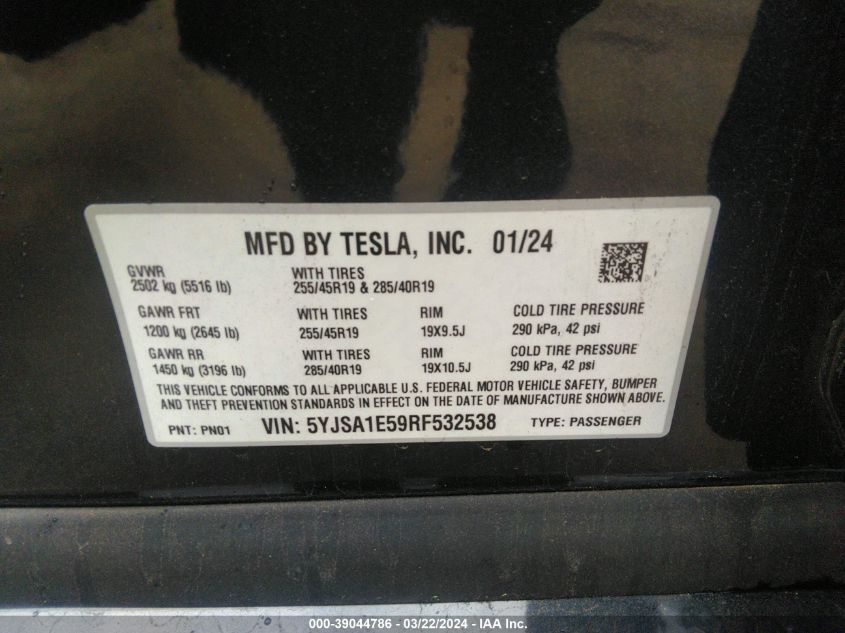 MFD BY TESLA, INC. 01/24
GVWR
2502 kg (5516 lb)
WITH TIRES
255/45R19 & 285/40R19
GAWR FRT WITH TIRES RIM COLD TIRE PRESSURE
1200 kg (2645 lb) 255/45R19 19X9.5J 290 kPa, 42 psi
GAWR RR WITH TIRES RIM COLD TIRE PRESSURE
1450 kg (3196 lb) 285/40R19 19X10.5J 290 kPa, 42 psi
THIS VEHICLE CONFORMS TO ALL APPLICABLE U.S. FEDERAL MOTOR VEHICLE SAFETY, BUMPER
AND THEFT PREVENTION STANDARDS IN EFFECT ON THE DATE OF MANUFACTURE SHOWN ABOVE.
PNT: PN01 VIN: 5YJSA1E59RF532538 TYPE: PASSENGER
000-39044786 - 03/22/2024 - IAA Inc.